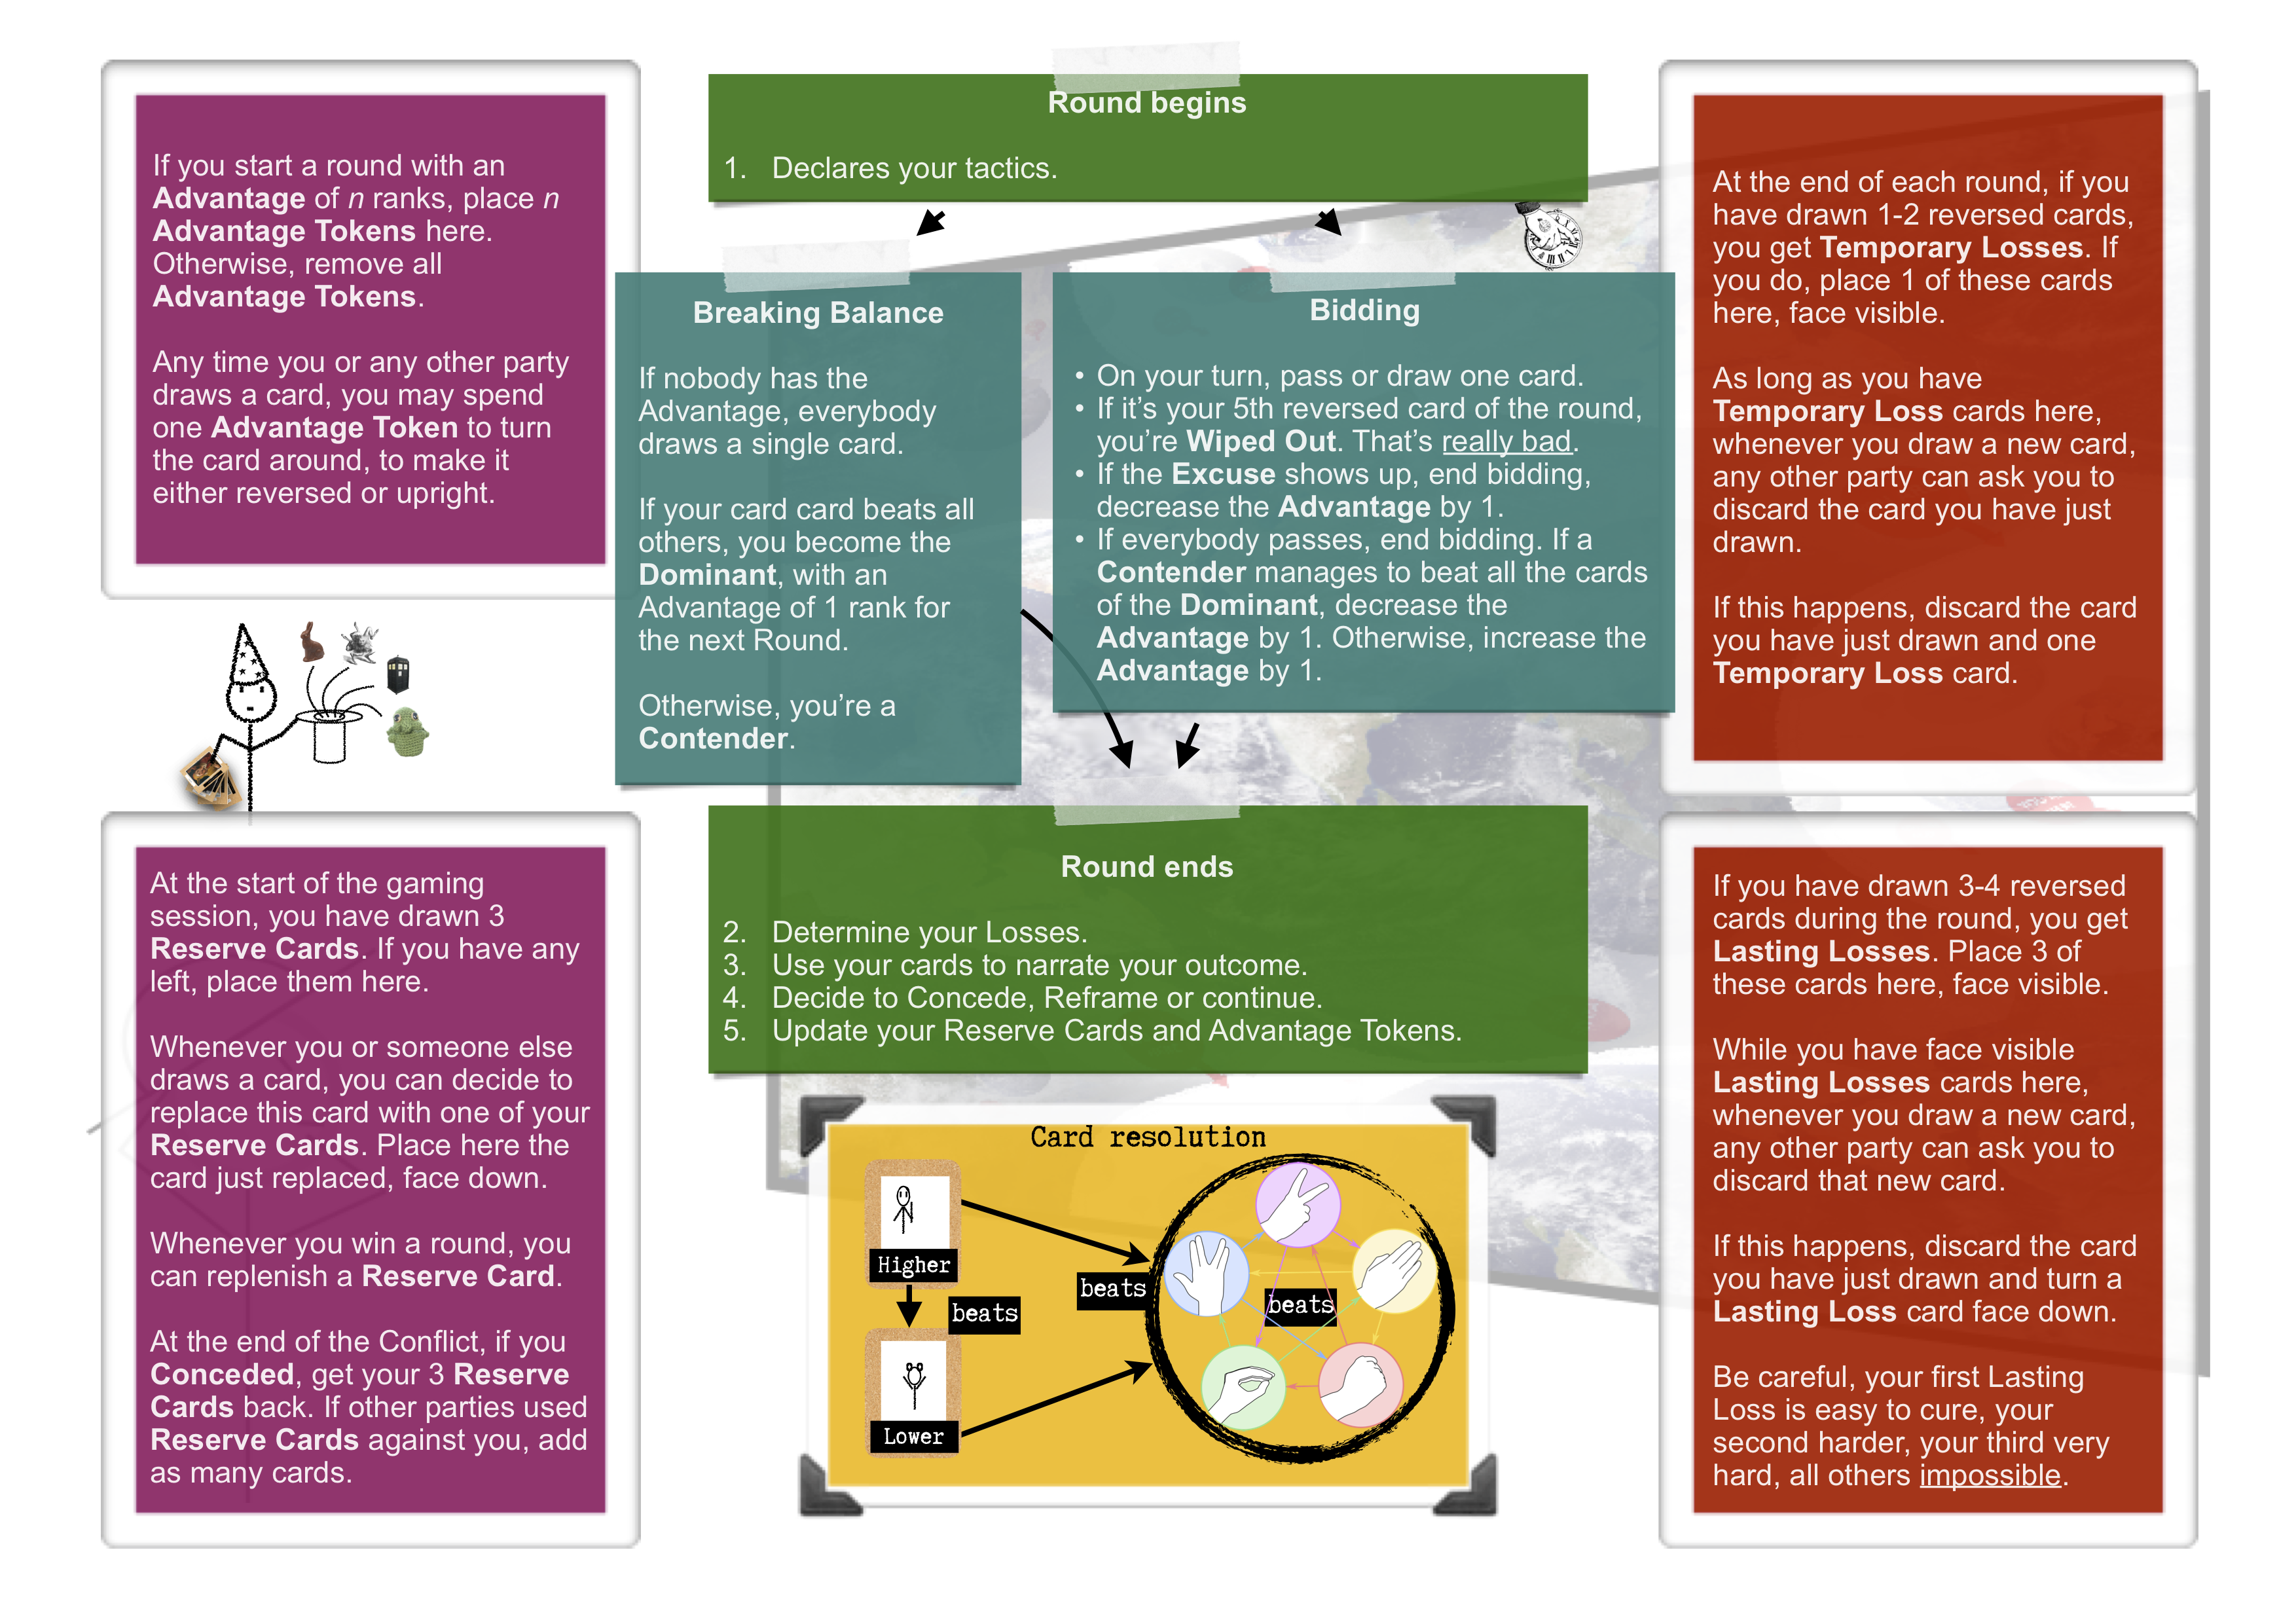 If you start a round with an
Advantage of n ranks, place n
Advantage Tokens here.
Otherwise, remove all
Advantage Tokens.
Any time you or any other party
draws a card, you may spend
one Advantage Token to turn
the card around, to make it
either reversed or upright.
At the start of the gaming
session, you have drawn 3
Reserve Cards. If you have any
left, place them here.
Whenever you or someone else
draws a card, you can decide to
replace this card with one of your
Reserve Cards. Place here the
card just replaced, face down.
Whenever you win a round, you
can replenish a Reserve Card.
At the end of the Conflict, if you
Conceded, get your 3 Reserve
Cards back. If other parties used
Reserve Cards against you, add
as many cards.
Round begins
1. Declares your tactics.
Breaking Balance
If nobody has the
Advantage, everybody
draws a single card.
If your card card beats all
others, you become the
Dominant, with an
Advantage of 1 rank for
the next Round.
Otherwise, you're a
Contender.
Bidding
• On your turn, pass or draw one card.
• If it's your 5th reversed card of the round,
you're Wiped Out. That's really bad.
• If the Excuse shows up, end bidding,
decrease the Advantage by 1.
• If everybody passes, end bidding. If a
Contender manages to beat all the cards
of the Dominant, decrease the
Advantage by 1. Otherwise, increase the
Advantage by 1.
Round ends
2. Determine your Losses.
3. Use your cards to narrate your outcome.
4. Decide to Concede, Reframe or continue.
5. Update your Reserve Cards and Advantage Tokens.
Card resolution
Higher
beats
Lower
beats
beats
At the end of each round, if you
have drawn 1-2 reversed cards,
you get Temporary Losses. If
you do, place 1 of these cards
here, face visible.
As long as you have
Temporary Loss cards here,
whenever you draw a new card,
any other party can ask you to
discard the card you have just
drawn.
If this happens, discard the card
you have just drawn and one
Temporary Loss card.
If you have drawn 3-4 reversed
cards during the round, you get
Lasting Losses. Place 3 of
these cards here, face visible.
While you have face visible
Lasting Losses cards here,
whenever you draw a new card,
any other party can ask you to
discard that new card.
If this happens, discard the card
you have just drawn and turn a
Lasting Loss card face down.
Be careful, your first Lasting
Loss is easy to cure, your
second harder, your third very
hard, all others impossible.